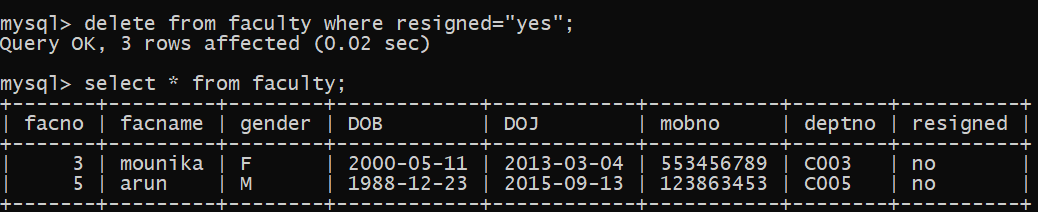 mysql> delete from faculty where resigned="yes";
Query OK, 3 rows affected (0.02 sec)
mysql> select * from faculty;
+-------+---------+--------+------------+------------+-----------+--------+----------+
| facno | facname | gender | DOB        | DOJ        | mobno     | deptno | resigned |
+-------+---------+--------+------------+------------+-----------+--------+----------+
|     3 | mounika | F      | 2000-05-11 | 2013-03-04 | 553456789 | C003   | no       |
|     5 | arun    | M      | 1988-12-23 | 2015-09-13 | 123863453 | C005   | no       |
+-------+---------+--------+------------+------------+-----------+--------+----------+